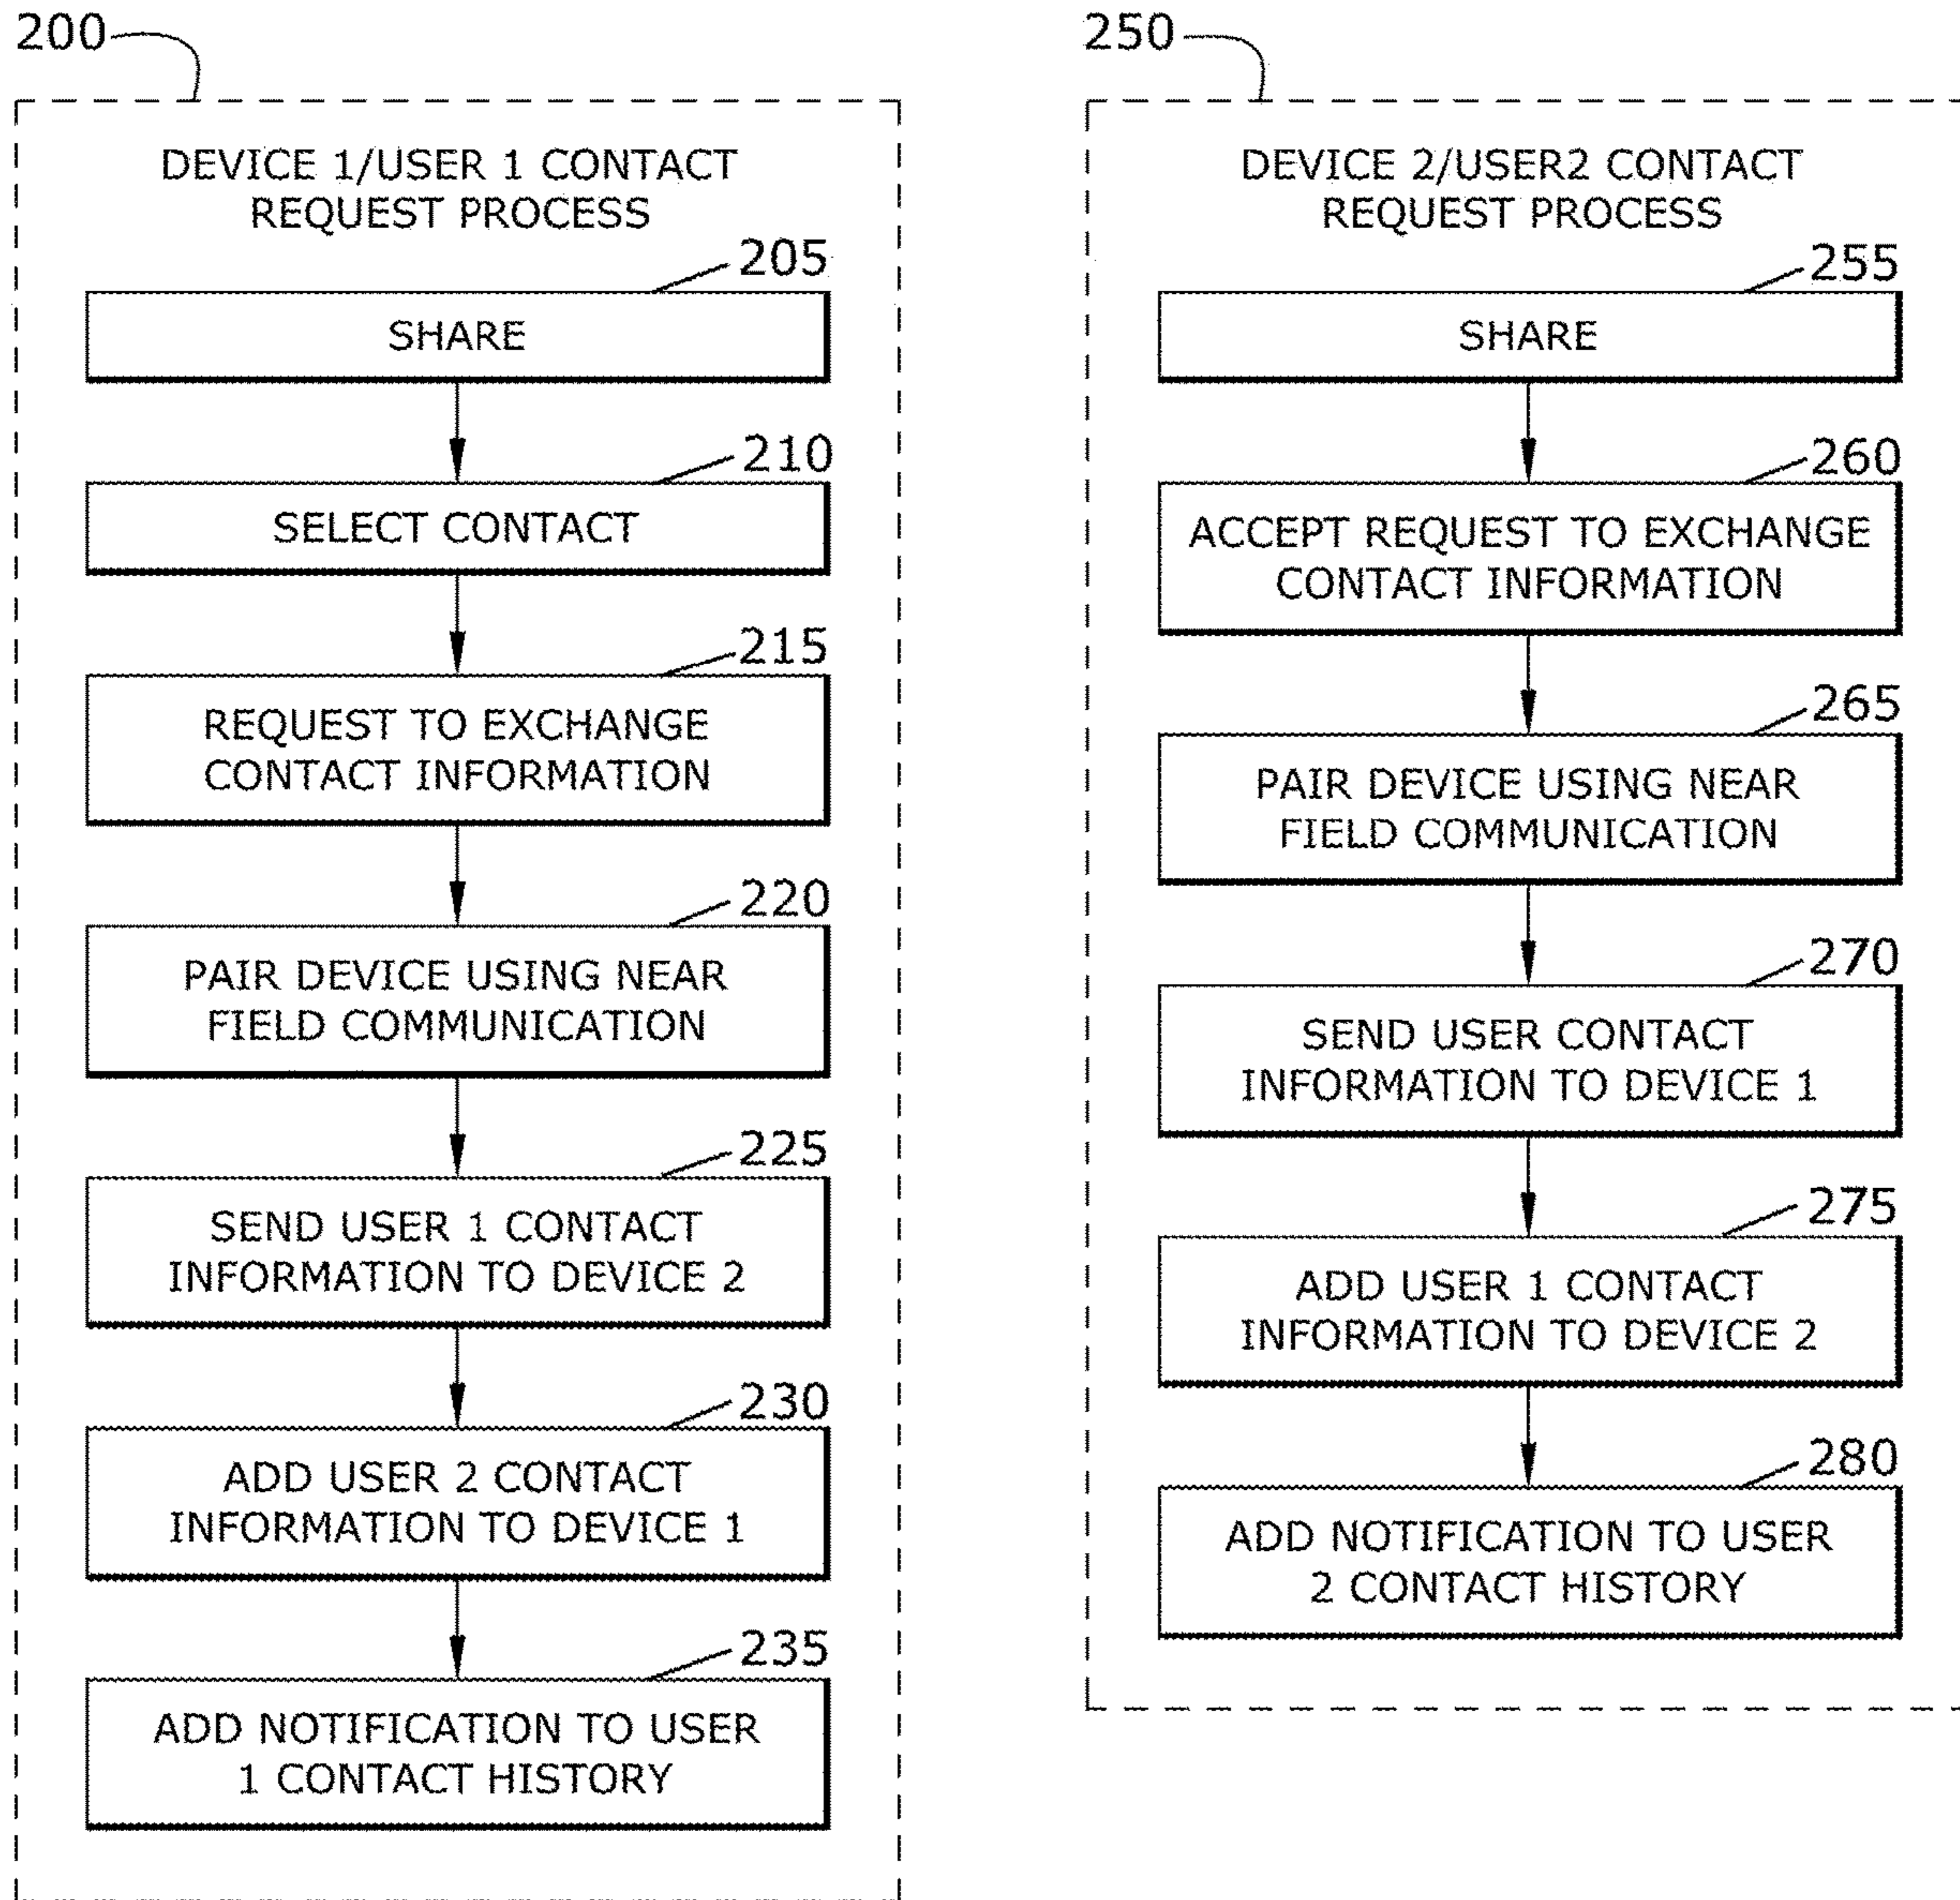 200
DEVICE 1/USER 1 CONTACT
REQUEST PROCESS
205
SHARE
210
SELECT CONTACT
215
REQUEST TO EXCHANGE
CONTACT INFORMATION
220
PAIR DEVICE USING NEAR
FIELD COMMUNICATION
225
SEND USER 1 CONTACT
INFORMATION TO DEVICE 2
230
ADD USER 2 CONTACT
INFORMATION TO DEVICE 1
235
ADD NOTIFICATION TO USER
1 CONTACT HISTORY
250
DEVICE 2/USER2 CONTACT
REQUEST PROCESS
255
SHARE
260
ACCEPT REQUEST TO EXCHANGE
CONTACT INFORMATION
265
PAIR DEVICE USING NEAR
FIELD COMMUNICATION
270
SEND USER CONTACT
INFORMATION TO DEVICE 1
275
ADD USER 1 CONTACT
INFORMATION TO DEVICE 2
280
ADD NOTIFICATION TO USER
2 CONTACT HISTORY